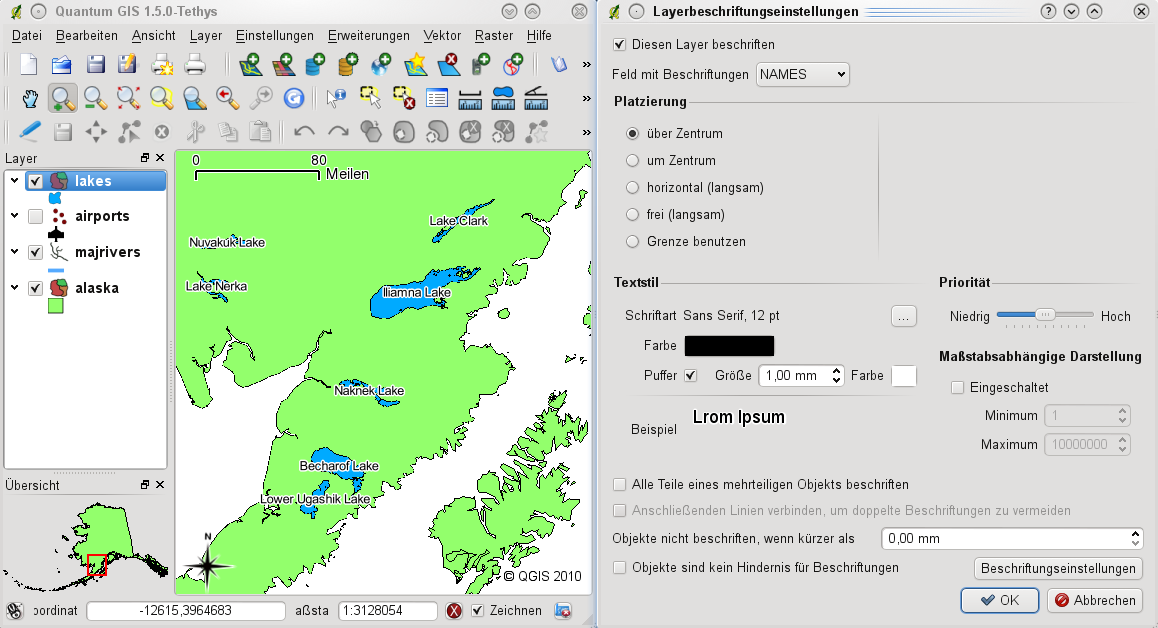 Quantum GIS 1.5.0-Tethys
Datei Bearbeiten Ansicht Layer Einstellungen Erweiterungen Vektor Raster Hilfe
Layer
lakes
airports
majrivers
alaska
Übersicht
0 80
Meilen
Lake Clark
Nuyakuk Lake
Lake Nerka
Iliamna Lake
Naknek Lake
Becharof Lake
Lower Ugashik Lake
N
© QGIS 2010
oordinat -12615,3964683 aßsta 1:3128054 Zeichnen
Layerbeschriftungseinstellungen
Diesen Layer beschriften
Feld mit Beschriftungen NAMES
Platzierung
über Zentrum
um Zentrum
horizontal (langsam)
frei (langsam)
Grenze benutzen
Textstil
Schriftart Sans Serif, 12 pt ...
Farbe
Puffer Größe 1,00 mm Farbe
Beispiel Lrom Ipsum
Priorität
Niedrig Hoch
Maßstabsabhängige Darstellung
Eingeschaltet
Minimum 1
Maximum 10000000
Alle Teile eines mehrteiligen Objekts beschriften
Anschließenden Linien verbinden, um doppelte Beschriftungen zu vermeiden
Objekte nicht beschriften, wenn kürzer als 0,00 mm
Objekte sind kein Hindernis für Beschriftungen
Beschriftungseinstellungen
OK Abbrechen